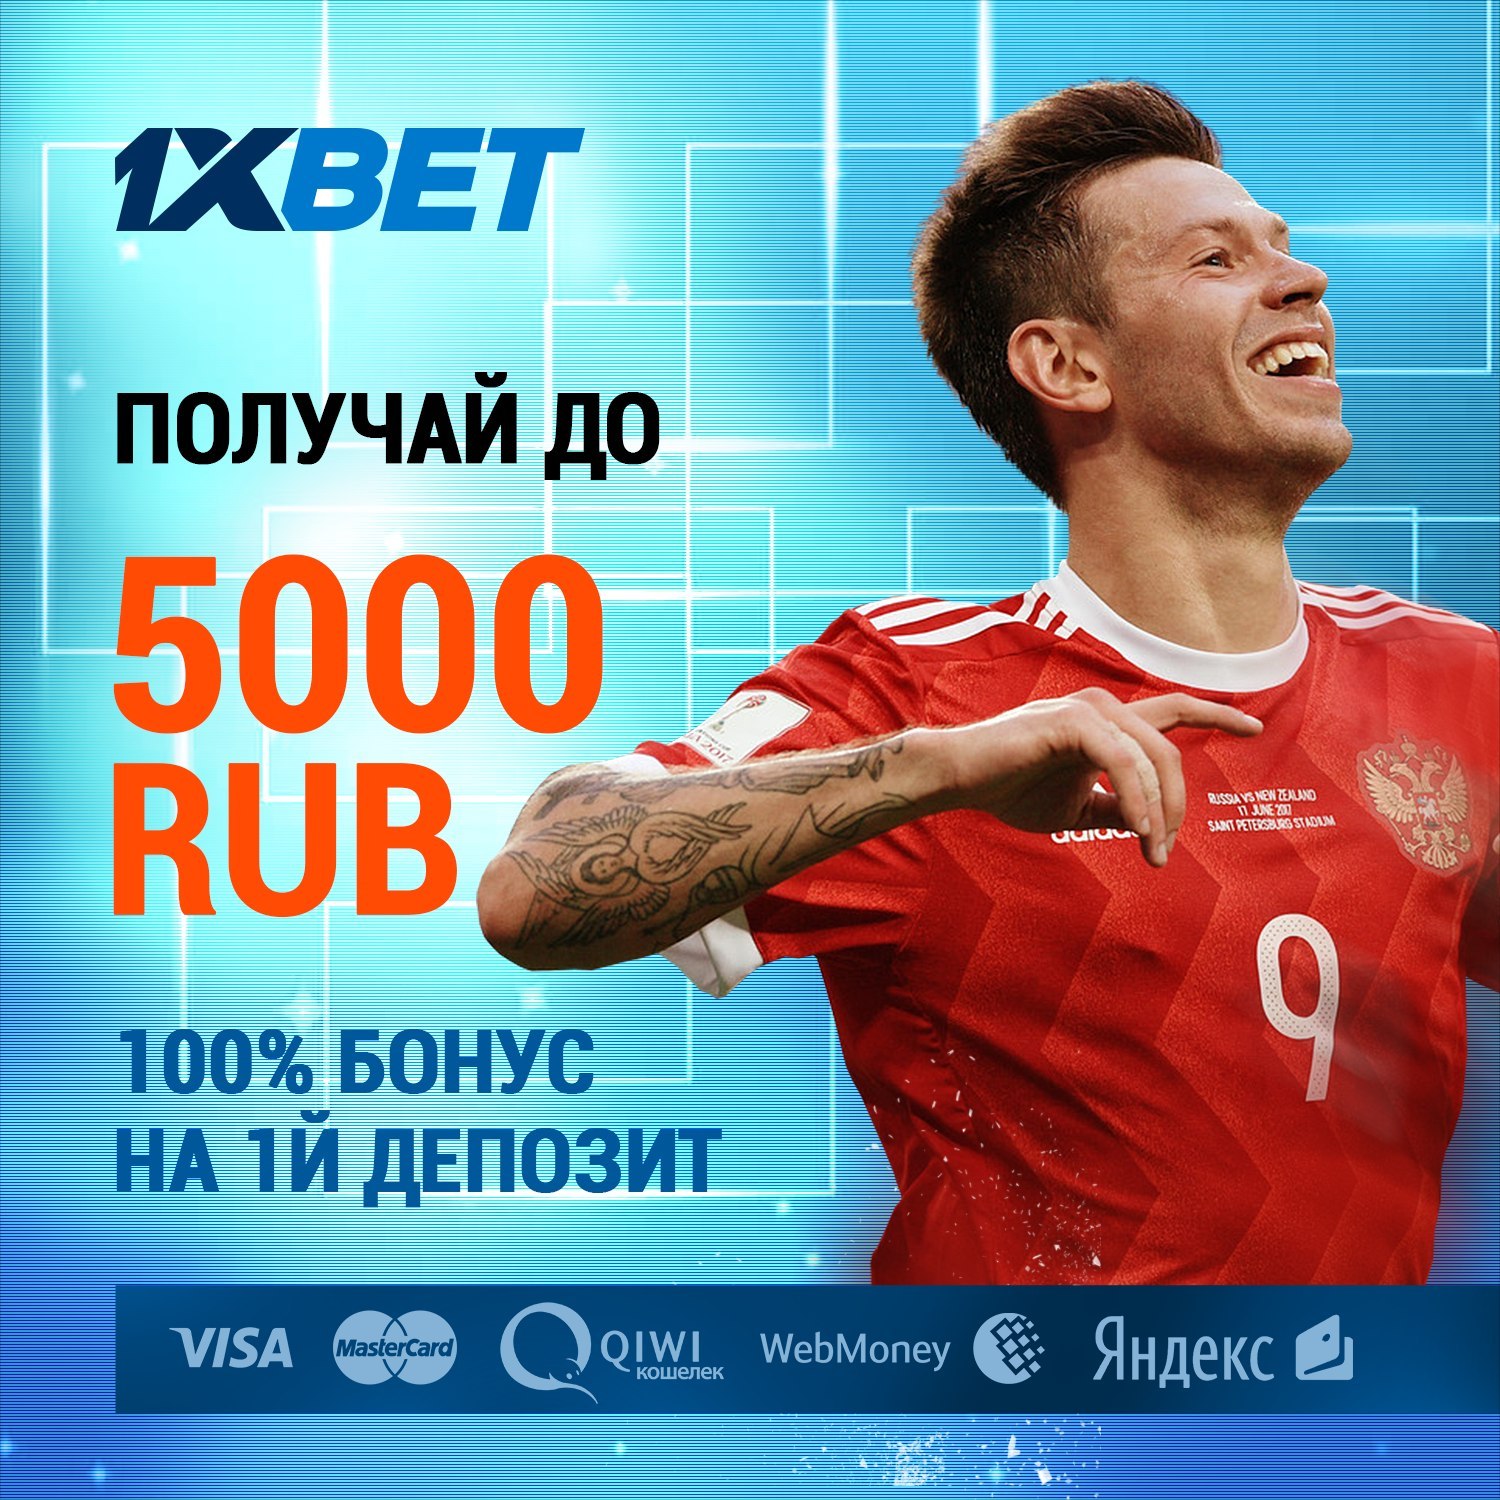 1XBET
ПОЛУЧАЙ ДО
5000
RUB
100% БОНУС
НА 1Й ДЕПОЗИТ
adidas
RUSSIA VS NEW ZEALAND
17 JUNE 2017
SAINT PETERSBURG STADIUM
9
VISA
MasterCard
QIWI
кошелек
WebMoney
Яндекс